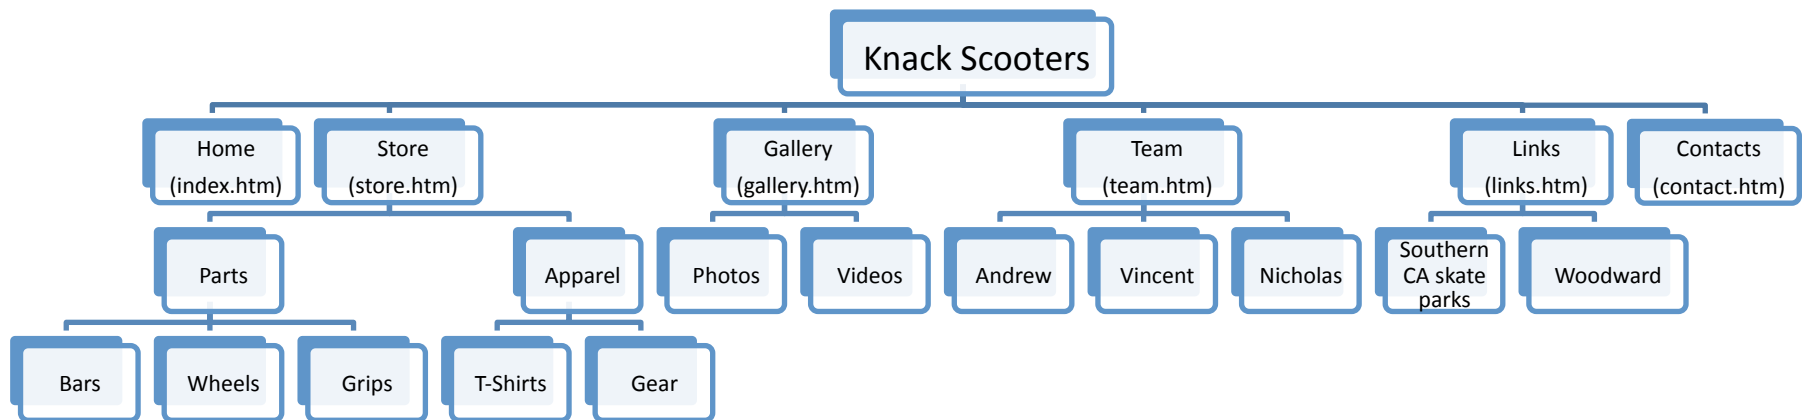 Knack Scooters
Home
(index.htm)
Store
(store.htm)
Gallery
(gallery.htm)
Team
(team.htm)
Links
(links.htm)
Contacts
(contact.htm)
Parts
Apparel
Photos
Videos
Andrew
Vincent
Nicholas
Southern
CA skate
parks
Woodward
Bars
Wheels
Grips
T-Shirts
Gear